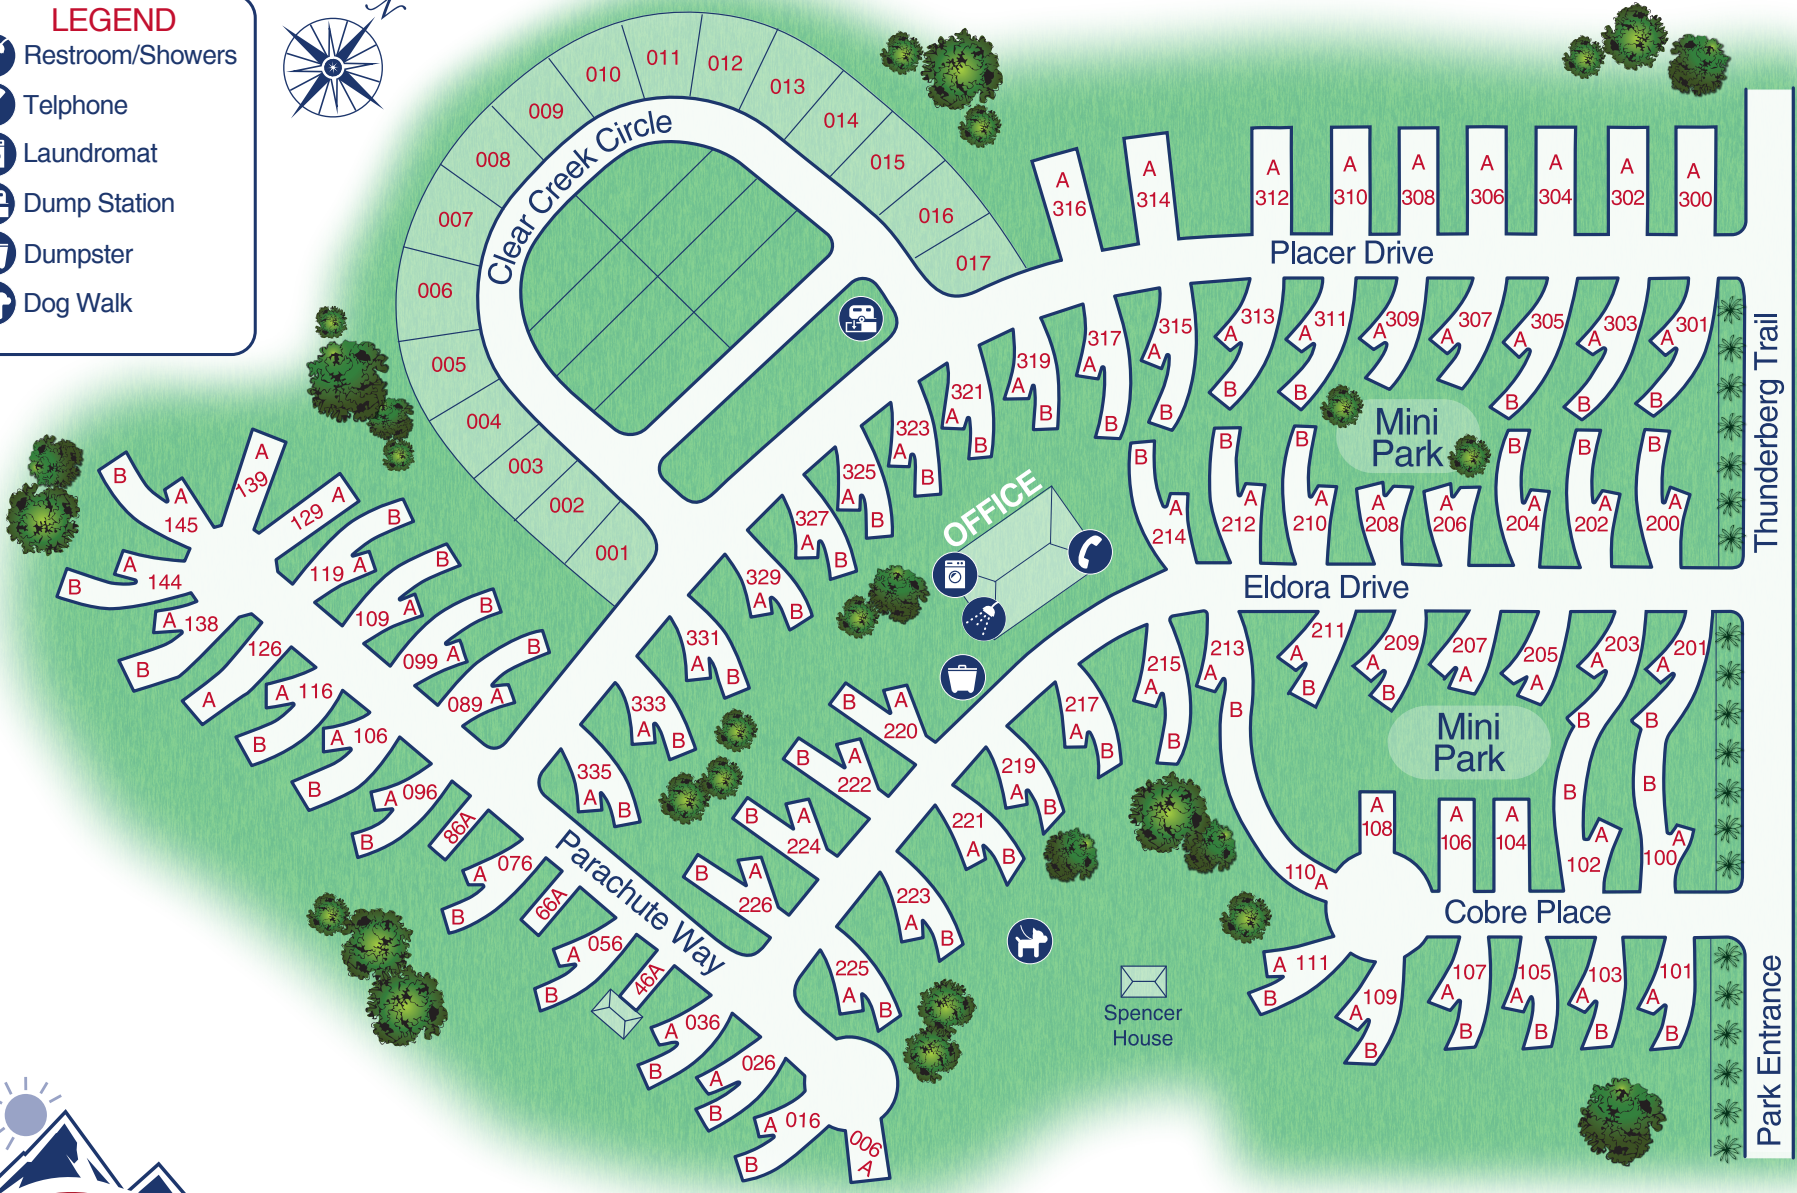 LEGEND
Restroom/Showers
Telphone
Laundromat
Dump Station
Dumpster
Dog Walk
N
Clear Creek Circle
001
002
003
004
005
006
007
008
009
010
011
012
013
014
015
016
017
A
316
A
314
A
312
A
310
A
308
A
306
A
304
A
302
A
300
Placer Drive
313
A
B
311
A
B
309
A
307
A
305
A
B
303
A
B
301
A
B
315
A
B
317
A
B
319
A
B
321
A
B
323
A
B
325
A
B
327
A
B
329
A
B
331
A
B
333
A
B
335
A
B
Mini
Park
Thunderberg Trail
OFFICE
B
A
214
B
A
212
B
A
210
A
208
A
206
B
A
204
B
A
202
B
A
200
Eldora Drive
211
A
B
209
A
B
207
A
205
A
203
A
B
201
A
B
213
A
B
215
A
B
217
A
B
219
A
B
221
A
B
223
A
B
225
A
B
B
A
220
B
A
222
B
A
224
B
A
226
Mini
Park
A
108
A
106
A
104
B
A
102
B
A
100
110
A
Cobre Place
A
111
B
109
A
B
107
A
B
105
A
B
103
A
B
101
A
B
Park Entrance
Spencer
House
A
139
B
A
145
129
A
B
119
A
B
109
A
B
099
A
B
089
A
A
144
B
A
138
B
126
A
A
116
B
A
106
B
A
096
B
86A
A
076
B
66A
A
056
B
46A
A
036
B
026
A
B
A
016
B
006
A
Parachute Way